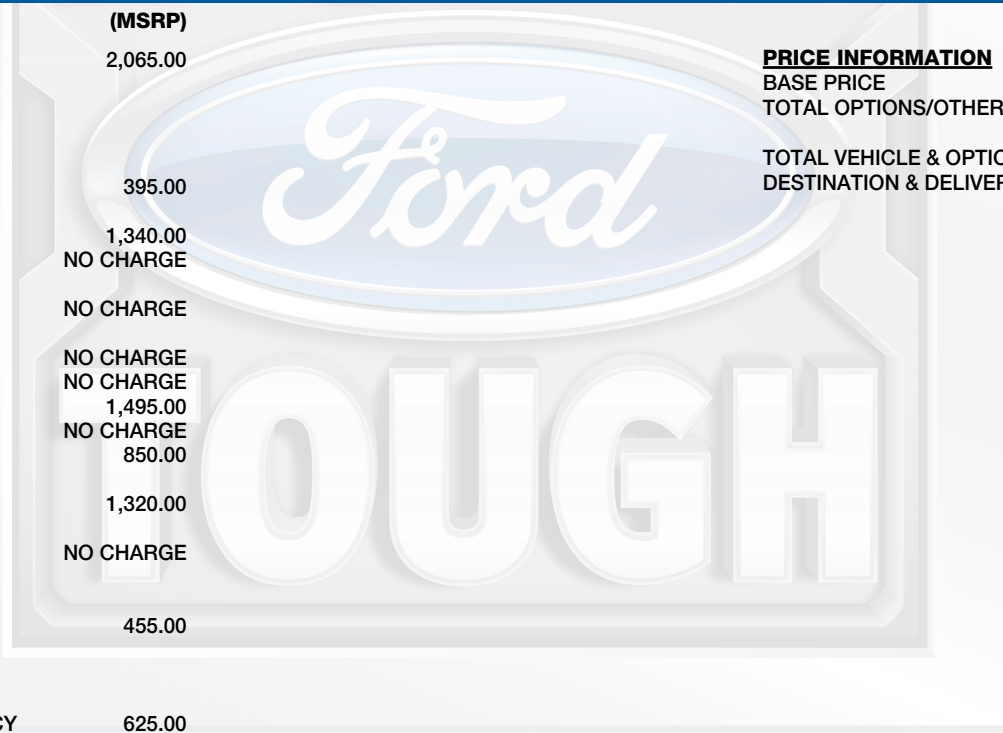 (MSRP)
2,065.00
395.00
1,340.00
NO CHARGE
NO CHARGE
NO CHARGE
NO CHARGE
1,495.00
NO CHARGE
850.00
1,320.00
NO CHARGE
455.00
CY 625.00
PRICE INFORMATION
BASE PRICE
TOTAL OPTIONS/OTHER
TOTAL VEHICLE & OPTIO
DESTINATION & DELIVER
Ford
TOUGH